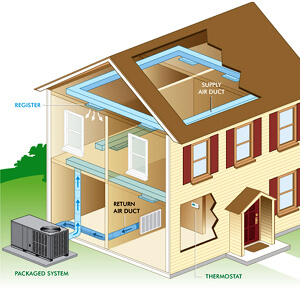 SUPPLY
AIR DUCT
REGISTER
RETURN
AIR DUCT
PACKAGED SYSTEM
THERMOSTAT